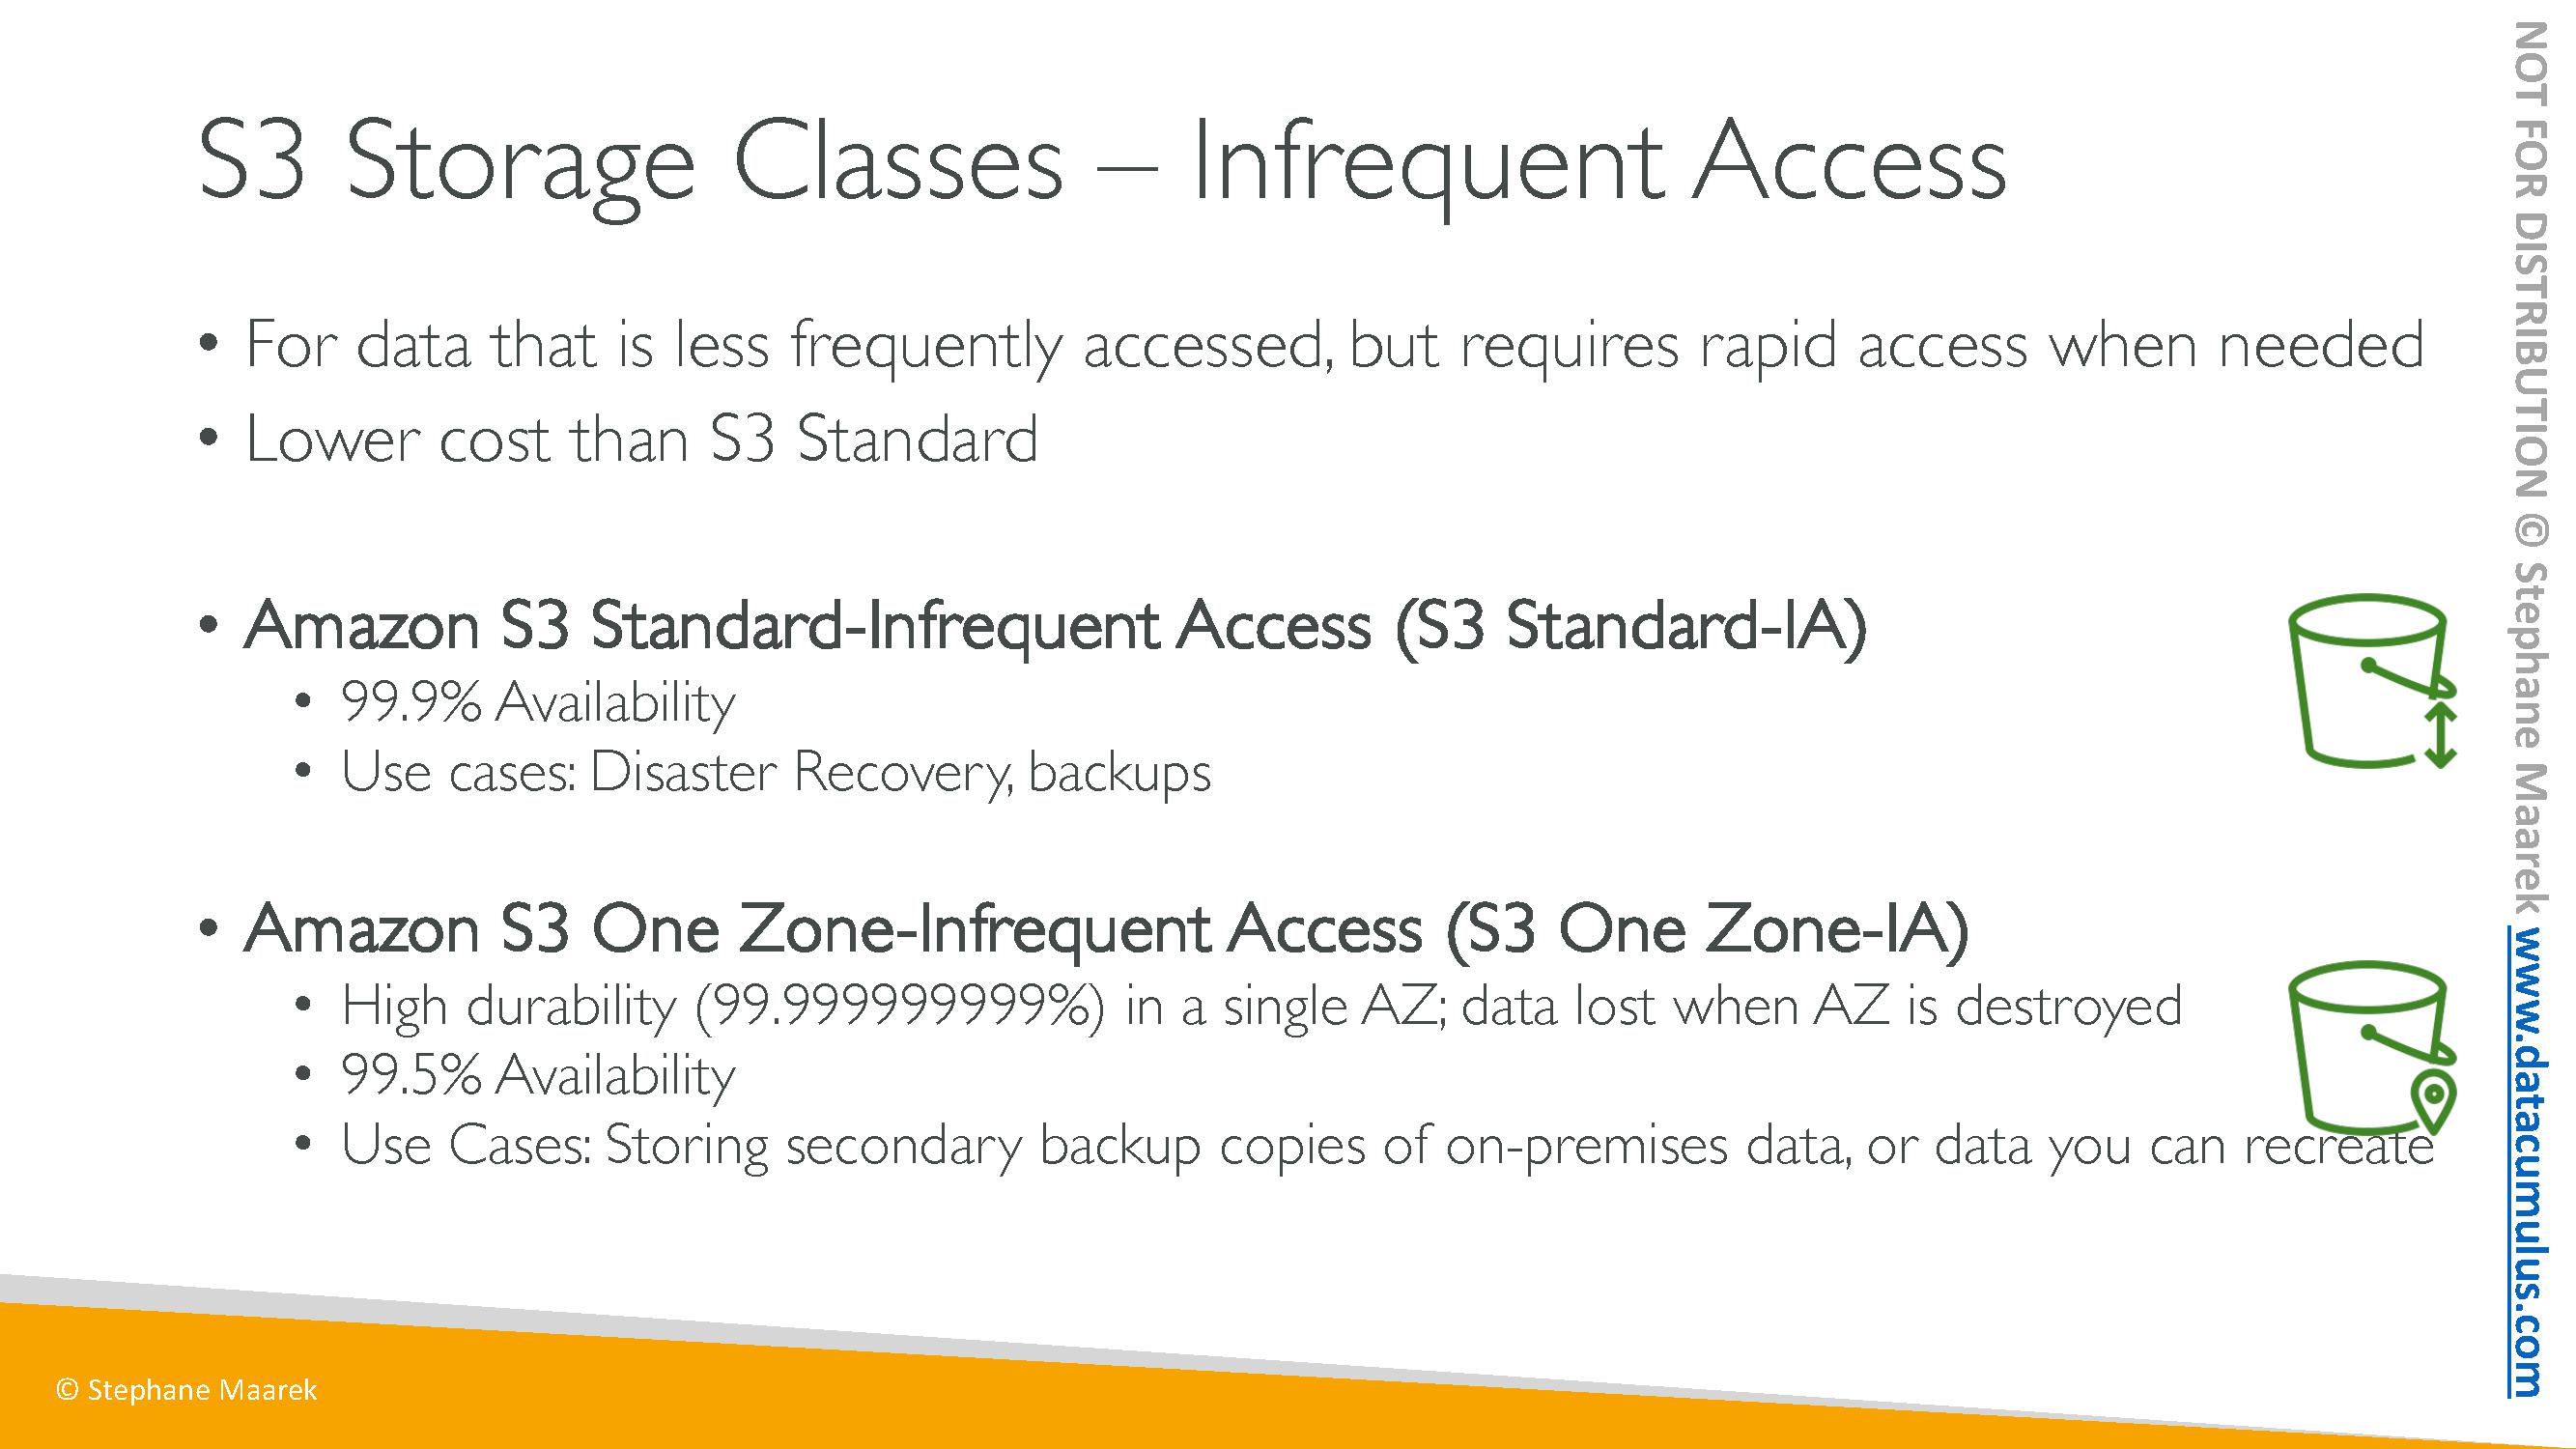 S3 Storage Classes – Infrequent Access
• For data that is less frequently accessed, but requires rapid access when needed
• Lower cost than S3 Standard
• Amazon S3 Standard-Infrequent Access (S3 Standard-IA)
• 99.9% Availability
• Use cases: Disaster Recovery, backups
• Amazon S3 One Zone-Infrequent Access (S3 One Zone-IA)
• High durability (99.999999999%) in a single AZ; data lost when AZ is destroyed
• 99.5% Availability
• Use Cases: Storing secondary backup copies of on-premises data, or data you can recreate
© Stephane Maarek
NOT FOR DISTRIBUTION © Stephane Maarek www.datacumulus.com